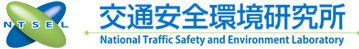 NTSEL
交通安全環境研究所
National Traffic Safety and Environment Laboratory